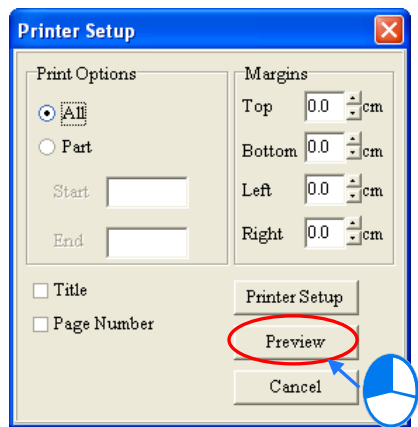 Printer Setup
Print Options
All
Part
Start
End
Margins
Top 0.0 cm
Bottom 0.0 cm
Left 0.0 cm
Right 0.0 cm
Title
Page Number
Printer Setup
Preview
Cancel